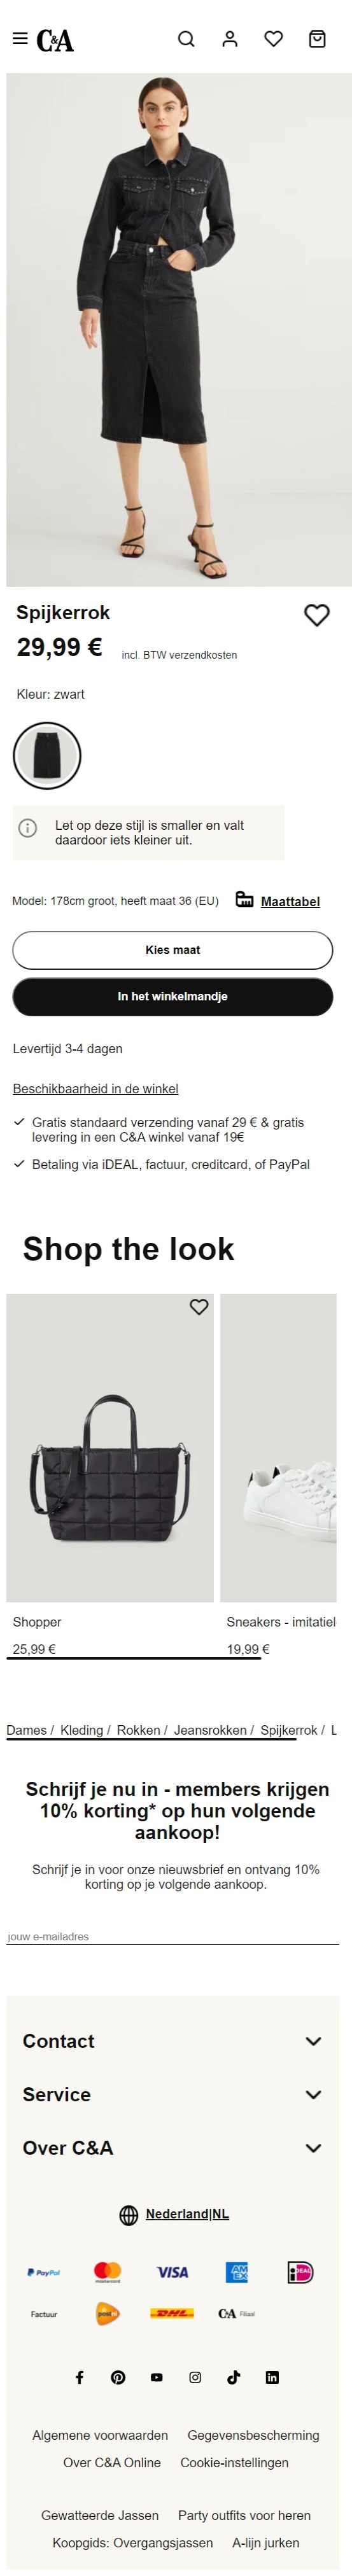 C&A
Spijkerrok
29,99 € incl. BTW verzendkosten
Kleur: zwart
Let op deze stijl is smaller en valt
daardoor iets kleiner uit.
Model: 178cm groot, heeft maat 36 (EU) Maattabel
Kies maat
In het winkelmandje
Levertijd 3-4 dagen
Beschikbaarheid in de winkel
Gratis standaard verzending vanaf 29 € & gratis
levering in een C&A winkel vanaf 19€
Betaling via iDEAL, factuur, creditcard, of PayPal
Shop the look
Shopper Sneakers - imitatiel
25,99 € 19,99 €
Dames / Kleding / Rokken / Jeansrokken / Spijkerrok / L
Schrijf je nu in - members krijgen
10% korting* op hun volgende
aankoop!
Schrijf je in voor onze nieuwsbrief en ontvang 10%
korting op je volgende aankoop.
jouw e-mailadres
Contact
Service
Over C&A
Nederland|NL
PayPal mastercard VISA AM EX iDEAL
Factuur postnl DHL C&A Filiaal
Algemene voorwaarden Gegevensbescherming
Over C&A Online Cookie-instellingen
Gewatteerde Jassen Party outfits voor heren
Koopgids: Overgangsjassen A-lijn jurken